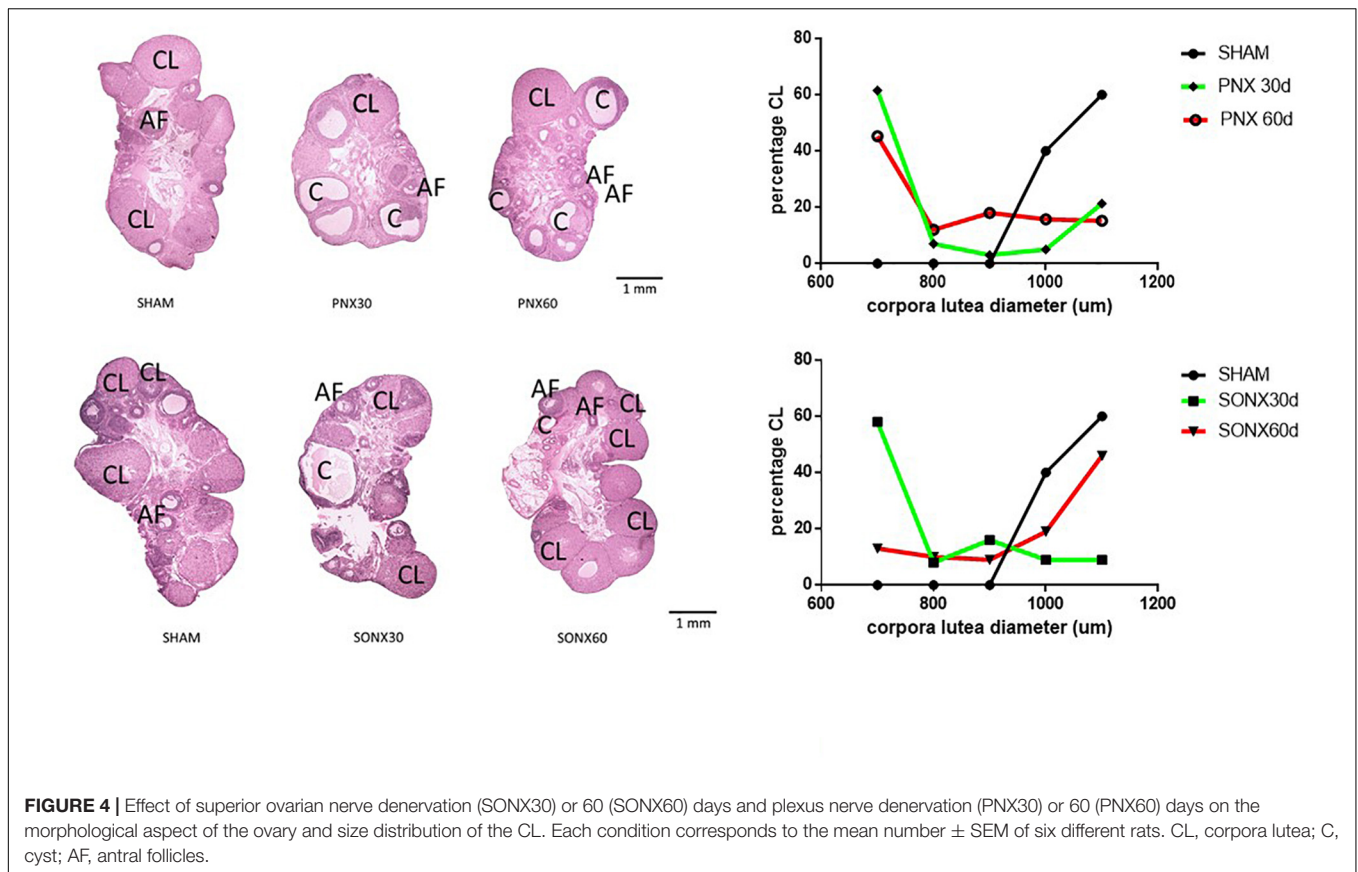 CL
AF
CL
SHAM
CL
C
AF
C
PNX30
CL
C
AF
AF
C
C
PNX60
1 mm
80
60
40
20
0
percentage CL
600
800
1000
1200
corpora lutea diameter (um)
SHAM
PNX 30d
PNX 60d
CL
CL
CL
AF
SHAM
AF
CL
C
CL
SONX30
AF
AF
CL
C
CL
CL
CL
SONX60
1 mm
80
60
40
20
0
percentage CL
600
800
1000
1200
corpora lutea diameter (um)
SHAM
SONX30d
SONX60d
FIGURE 4 | Effect of superior ovarian nerve denervation (SONX30) or 60 (SONX60) days and plexus nerve denervation (PNX30) or 60 (PNX60) days on the
morphological aspect of the ovary and size distribution of the CL. Each condition corresponds to the mean number ± SEM of six different rats. CL, corpora lutea; C,
cyst; AF, antral follicles.